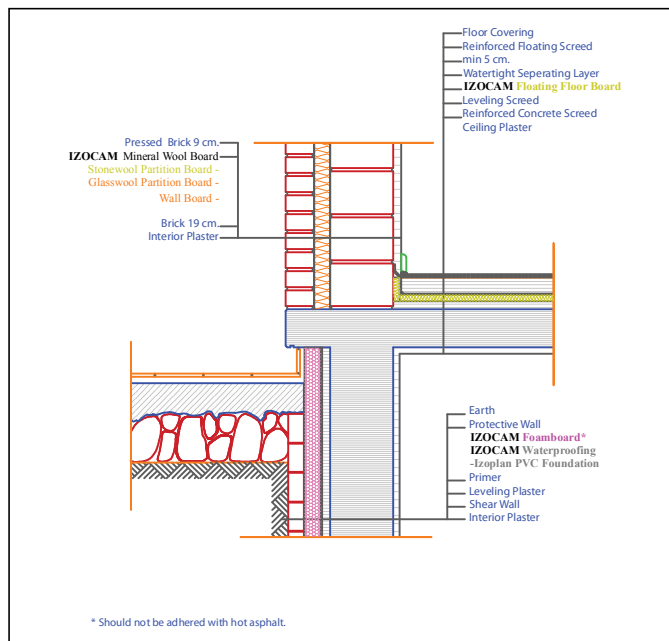 Floor Covering
Reinforced Floating Screed
min 5 cm.
Watertight Seperating Layer
IZOCAM Floating Floor Board
Leveling Screed
Reinforced Concrete Screed
Ceiling Plaster
Pressed Brick 9 cm.
IZOCAM Mineral Wool Board
Stonewool Partition Board -
Glasswool Partition Board -
Wall Board -
Brick 19 cm.
Interior Plaster
Earth
Protective Wall
IZOCAM Foamboard*
IZOCAM Waterproofing
-Izoplan PVC Foundation
Primer
Leveling Plaster
Shear Wall
Interior Plaster
* Should not be adhered with hot asphalt.